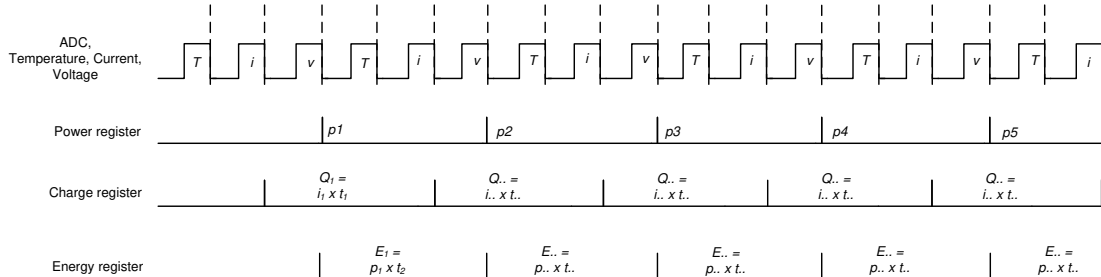 ADC,
Temperature, Current,
Voltage
T i v T i v T i v T i v T i v T i
Power register
p1 p2 p3 p4 p5
Charge register
Q1 = Q.. = Q.. = Q.. = Q.. =
i1 x t1 i.. x t.. i.. x t.. i.. x t.. i.. x t..
Energy register
E1 = E.. = E.. = E.. = E.. =
p1 x t2 p.. x t.. p.. x t.. p.. x t.. p.. x t..